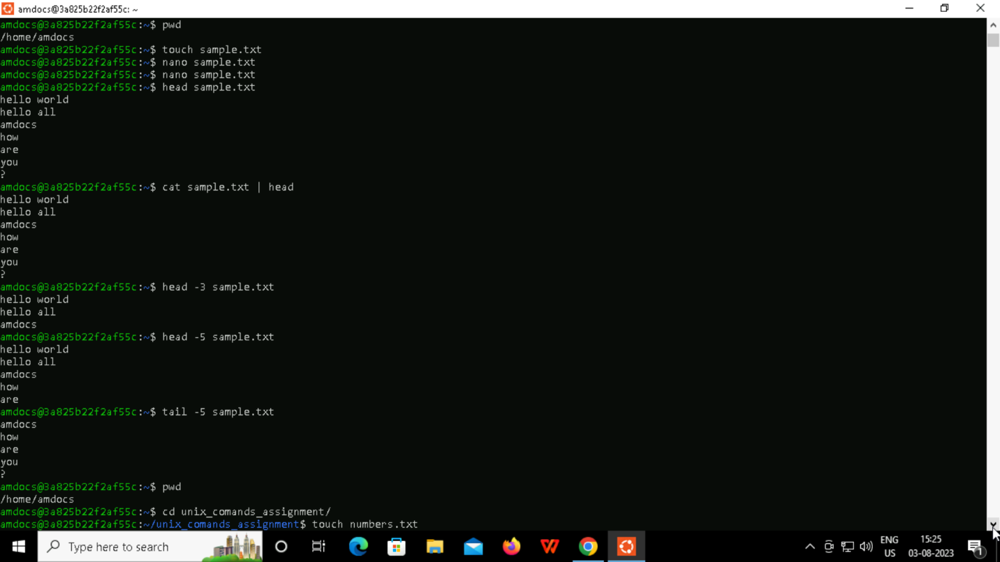 amdocs@3a825b22f2af55c: ~
amdocs@3a825b22f2af55c:~$ pwd
/home/amdocs
amdocs@3a825b22f2af55c:~$ touch sample.txt
amdocs@3a825b22f2af55c:~$ nano sample.txt
amdocs@3a825b22f2af55c:~$ nano sample.txt
amdocs@3a825b22f2af55c:~$ head sample.txt
hello world
hello all
amdocs
how
are
you
?
amdocs@3a825b22f2af55c:~$ cat sample.txt | head
hello world
hello all
amdocs
how
are
you
?
amdocs@3a825b22f2af55c:~$ head -3 sample.txt
hello world
hello all
amdocs
amdocs@3a825b22f2af55c:~$ head -5 sample.txt
hello world
hello all
amdocs
how
are
amdocs@3a825b22f2af55c:~$ tail -5 sample.txt
amdocs
how
are
you
?
amdocs@3a825b22f2af55c:~$ pwd
/home/amdocs
amdocs@3a825b22f2af55c:~$ cd unix_comands_assignment/
amdocs@3a825b22f2af55c:~/unix_comands_assignment$ touch numbers.txt
Type here to search
ENG
US
15:25
03-08-2023
1